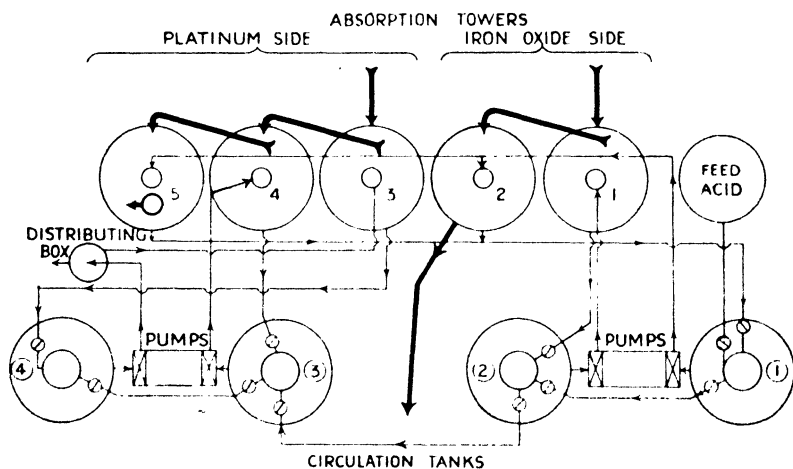 ABSORPTION TOWERS
PLATINUM SIDE
IRON OXIDE SIDE
5
4
3
2
1
FEED
ACID
DISTRIBUTING
BOX
PUMPS
PUMPS
4
3
2
1
CIRCULATION TANKS